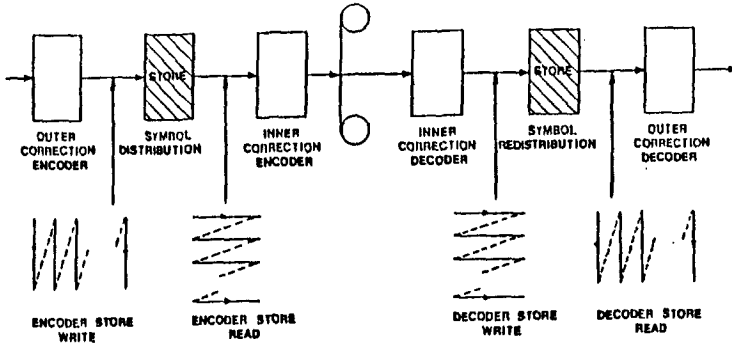 STORE
STORE
OUTER
CORRECTION
ENCODER
SYMBOL
DISTRIBUTION
INNER
CORRECTION
ENCODER
INNER
CORRECTION
DECODER
SYMBOL
REDISTRIBUTION
OUTER
CORRECTION
DECODER
ENCODER STORE
WRITE
ENCODER STORE
READ
DECODER STORE
WRITE
DECODER STORE
READ